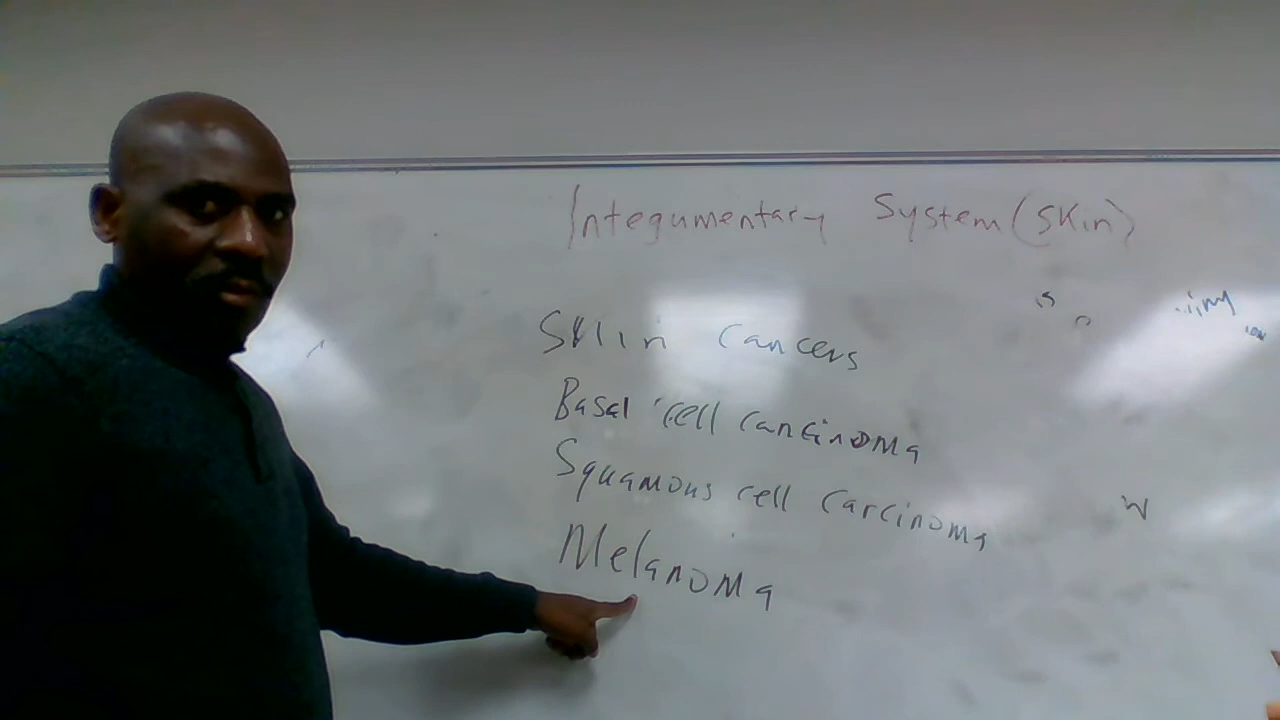 Integumentary System (Skin)
Skin cancers
Basal cell carcinoma
Squamous cell carcinoma
Melanoma